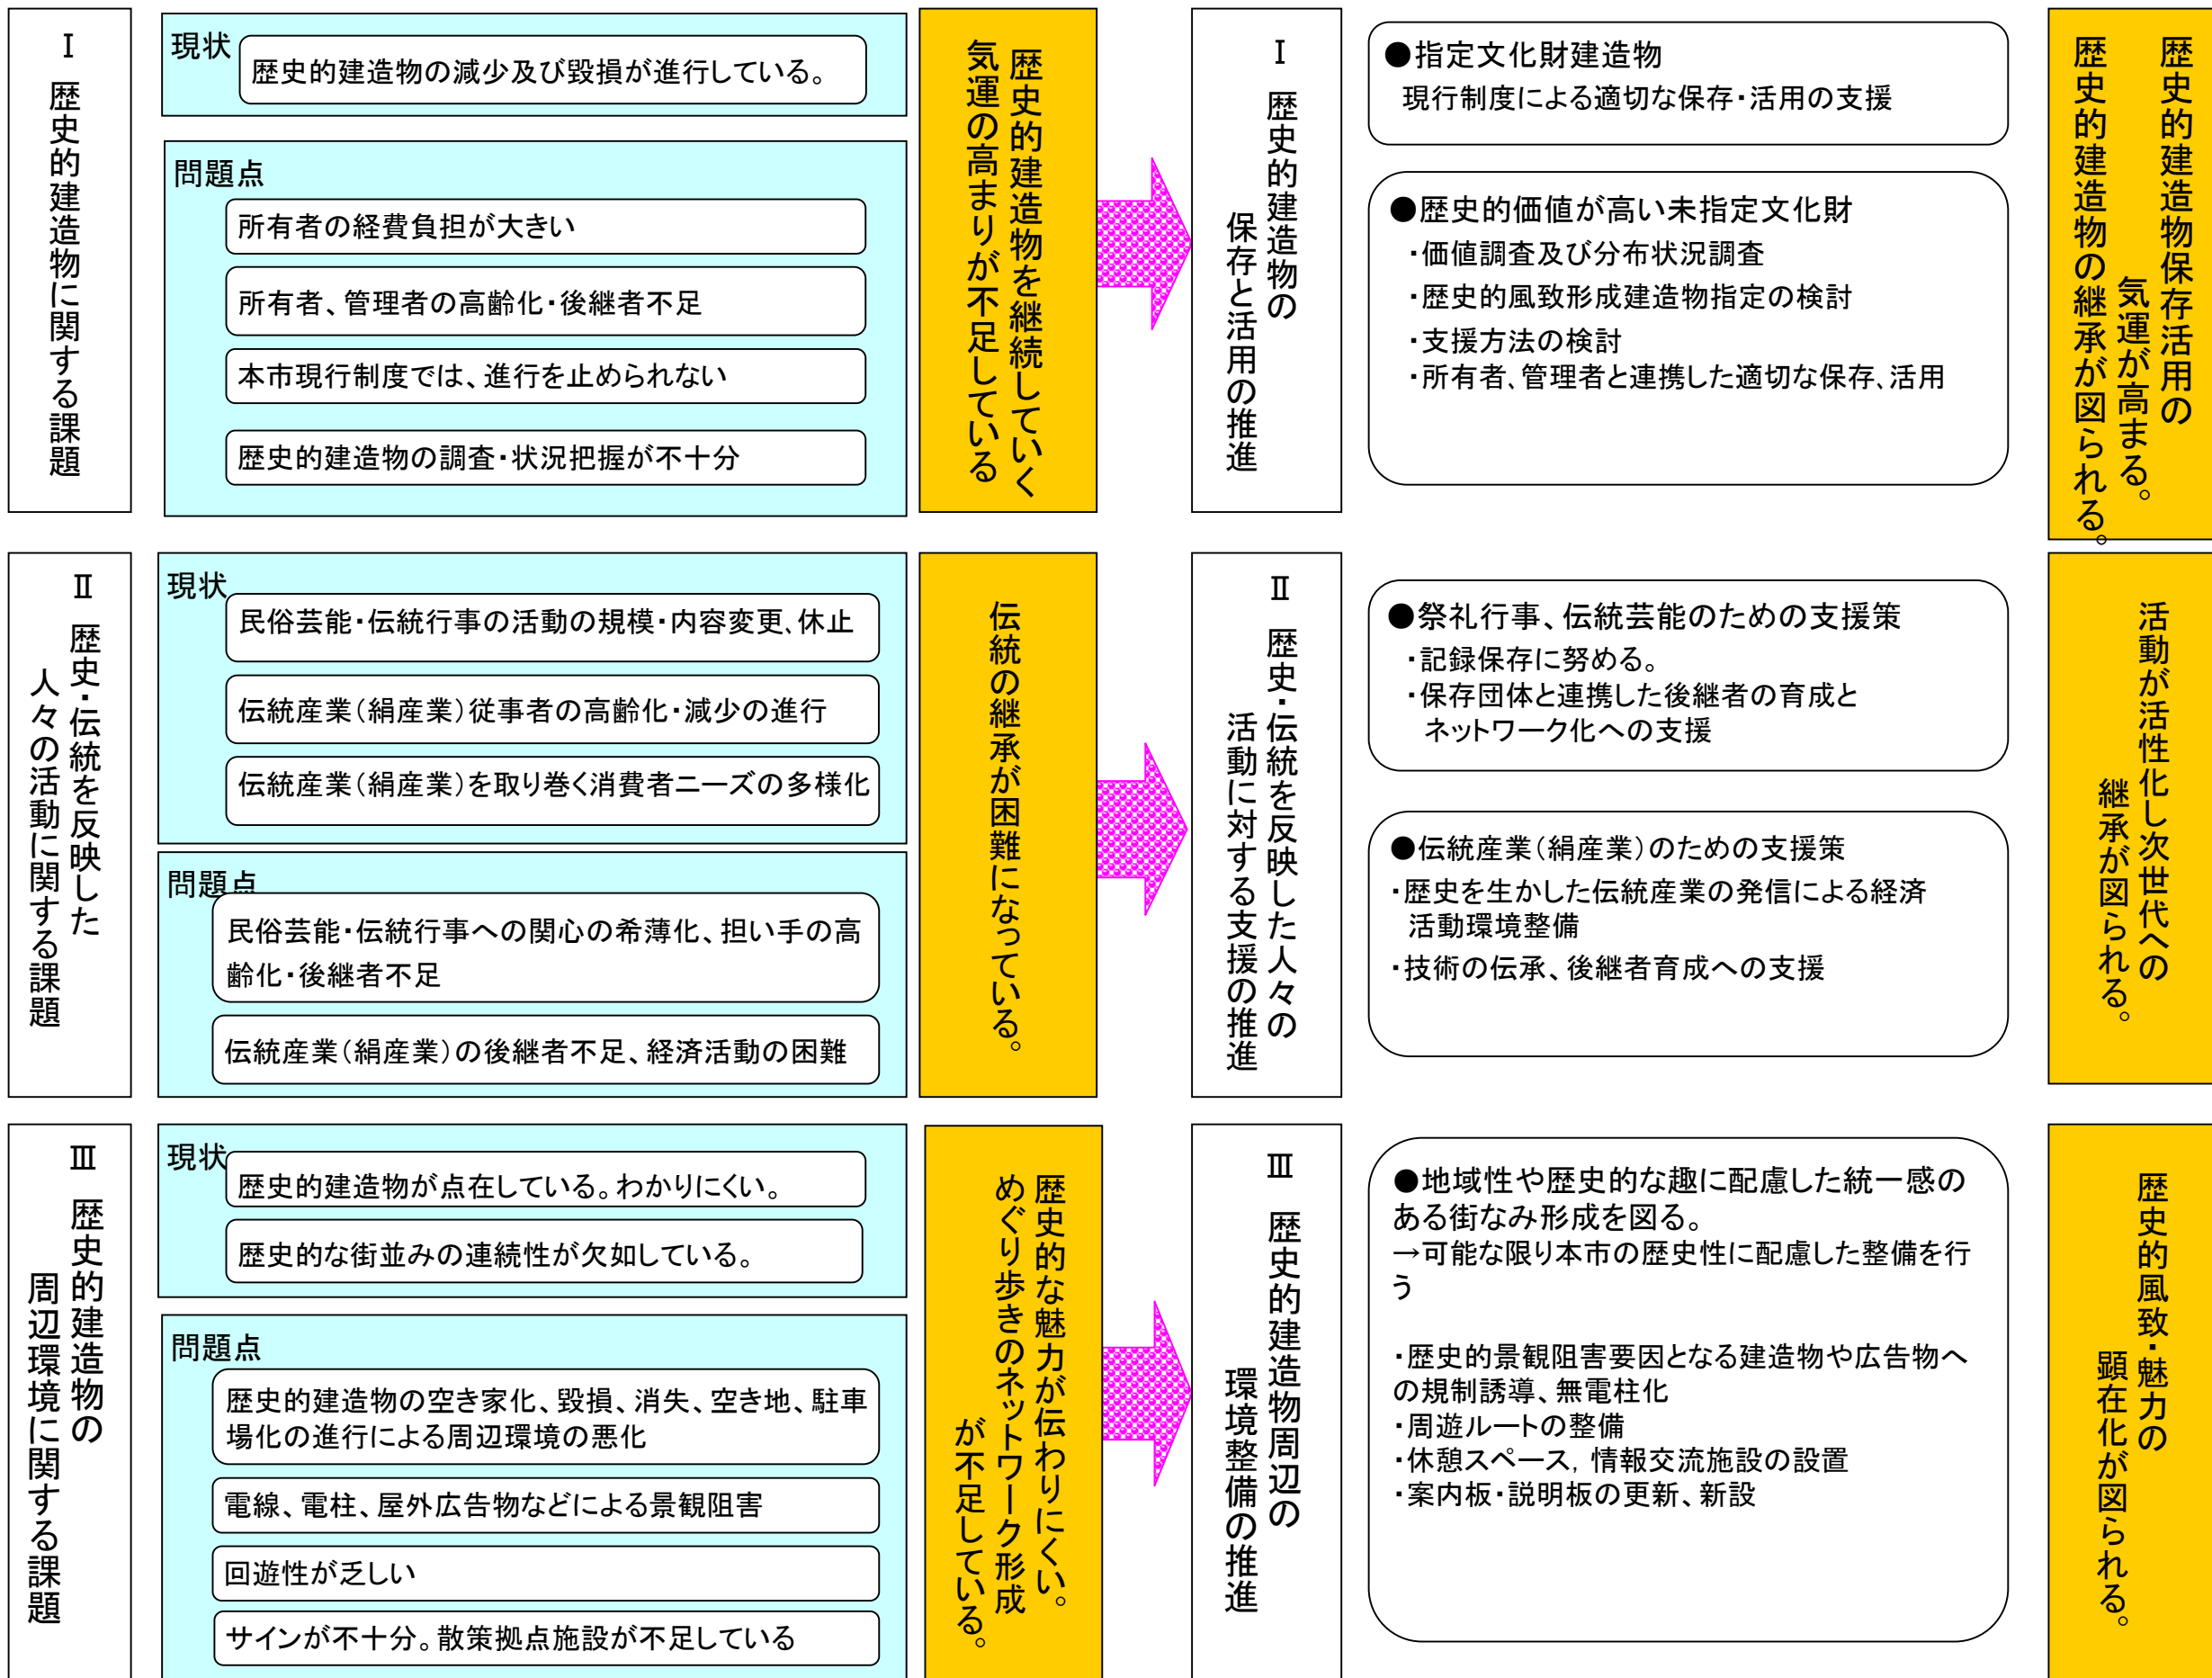 Ⅰ 歴史的建造物に関する課題
現状
歴史的建造物の減少及び毀損が進行している。
問題点
所有者の経費負担が大きい
所有者、管理者の高齢化・後継者不足
本市現行制度では、進行を止められない
歴史的建造物の調査・状況把握が不十分
歴史的建造物を継続していく
気運の高まりが不足している
Ⅰ 歴史的建造物の
保存と活用の推進
●指定文化財建造物
現行制度による適切な保存・活用の支援
●歴史的価値が高い未指定文化財
・価値調査及び分布状況調査
・歴史的風致形成建造物指定の検討
・支援方法の検討
・所有者、管理者と連携した適切な保存、活用
歴史的建造物保存活用の
気運が高まる。
歴史的建造物の継承が図られる。
Ⅱ 歴史・伝統を反映した
人々の活動に関する課題
現状
民俗芸能・伝統行事の活動の規模・内容変更、休止
伝統産業(絹産業)従事者の高齢化・減少の進行
伝統産業(絹産業)を取り巻く消費者ニーズの多様化
問題点
民俗芸能・伝統行事への関心の希薄化、担い手の高
齢化・後継者不足
伝統産業(絹産業)の後継者不足、経済活動の困難
伝統の継承が困難になっている。
Ⅱ 歴史・伝統を反映した人々の
活動に対する支援の推進
●祭礼行事、伝統芸能のための支援策
・記録保存に努める。
・保存団体と連携した後継者の育成と
ネットワーク化への支援
●伝統産業(絹産業)のための支援策
・歴史を生かした伝統産業の発信による経済
活動環境整備
・技術の伝承、後継者育成への支援
活動が活性化し次世代への
継承が図られる。
Ⅲ 歴史的建造物の
周辺環境に関する課題
現状
歴史的建造物が点在している。わかりにくい。
歴史的な街並みの連続性が欠如している。
問題点
歴史的建造物の空き家化、毀損、消失、空き地、駐車
場化の進行による周辺環境の悪化
電線、電柱、屋外広告物などによる景観阻害
回遊性が乏しい
サインが不十分。散策拠点施設が不足している
歴史的な魅力が伝わりにくい。
めぐり歩きのネットワーク形成
が不足している。
Ⅲ 歴史的建造物周辺の
環境整備の推進
●地域性や歴史的な趣に配慮した統一感の
ある街なみ形成を図る。
→可能な限り本市の歴史性に配慮した整備を行
う
・歴史的景観阻害要因となる建造物や広告物へ
の規制誘導、無電柱化
・周遊ルートの整備
・休憩スペース, 情報交流施設の設置
・案内板・説明板の更新、新設
歴史的風致・魅力の
顕在化が図られる。